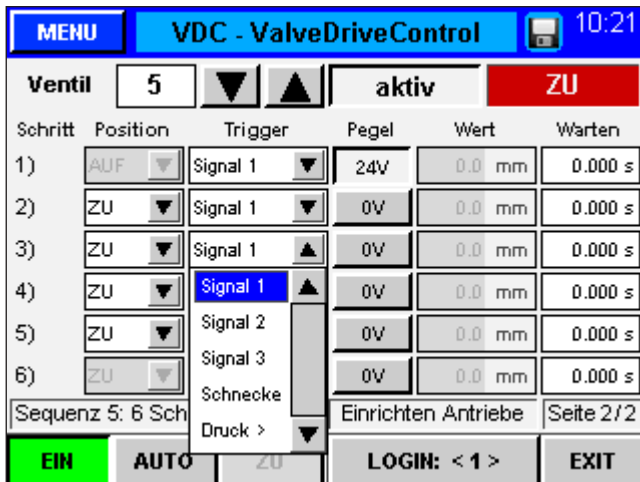 MENU VDC - ValveDriveControl 10:21
Ventil 5 aktiv ZU
Schritt Position Trigger Pegel Wert Warten
1) AUF Signal 1 24V 0.0 mm 0.000 s
2) ZU Signal 1 0V 0.0 mm 0.000 s
3) ZU Signal 1 0V 0.0 mm 0.000 s
4) ZU Signal 1 0V 0.0 mm 0.000 s
5) ZU Signal 2 0V 0.0 mm 0.000 s
Signal 3
6) ZU Schnecke 0V 0.0 mm 0.000 s
Sequenz 5: 6 Sch Druck > Einrichten Antriebe Seite 2/2
EIN AUTO ZU LOGIN: < 1 > EXIT